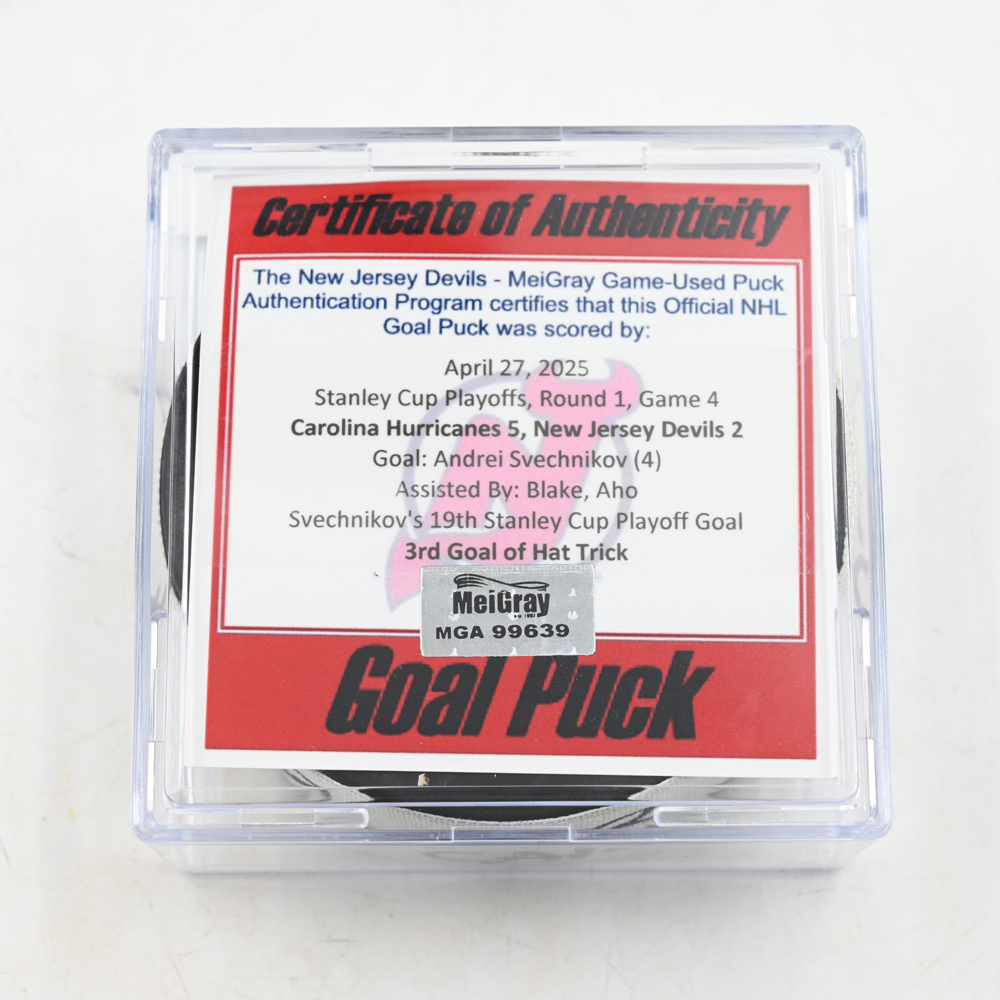 Certificate of Authenticity
The New Jersey Devils - MeiGray Game-Used Puck
Authentication Program certifies that this Official NHL
Goal Puck was scored by:
April 27, 2025
Stanley Cup Playoffs, Round 1, Game 4
Carolina Hurricanes 5, New Jersey Devils 2
Goal: Andrei Svechnikov (4)
Assisted By: Blake, Aho
Svechnikov's 19th Stanley Cup Playoff Goal
3rd Goal of Hat Trick
MeiGray
MGA 99639
Goal Puck